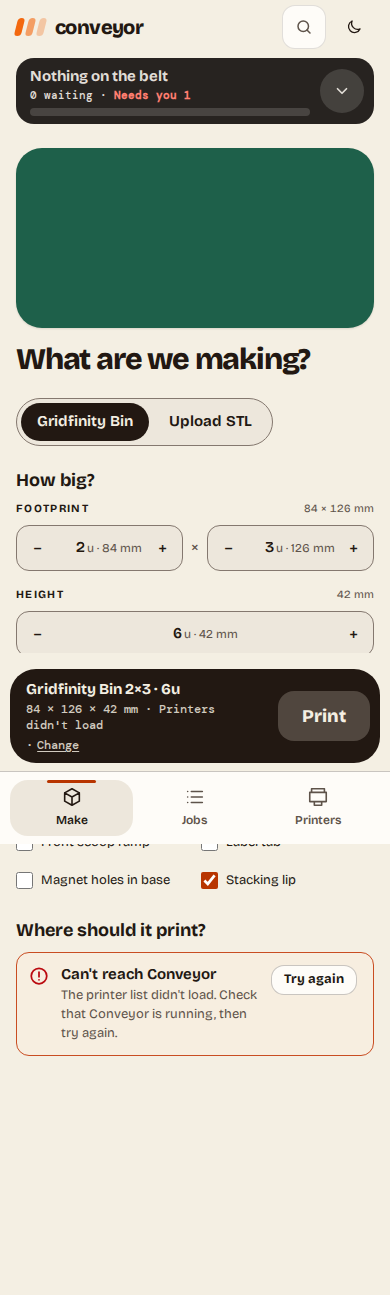 conveyor
Nothing on the belt
0 waiting · Needs you 1
What are we making?
Gridfinity Bin
Upload STL
How big?
FOOTPRINT
84 × 126 mm
− 2 u · 84 mm + × − 3 u · 126 mm +
HEIGHT
42 mm
− 6 u · 42 mm +
Gridfinity Bin 2×3 · 6u
84 × 126 × 42 mm · Printers
didn't load
· Change
Print
Make
Jobs
Printers
Magnet holes in base
Stacking lip
Where should it print?
Can't reach Conveyor
The printer list didn't load. Check
that Conveyor is running, then
try again.
Try again